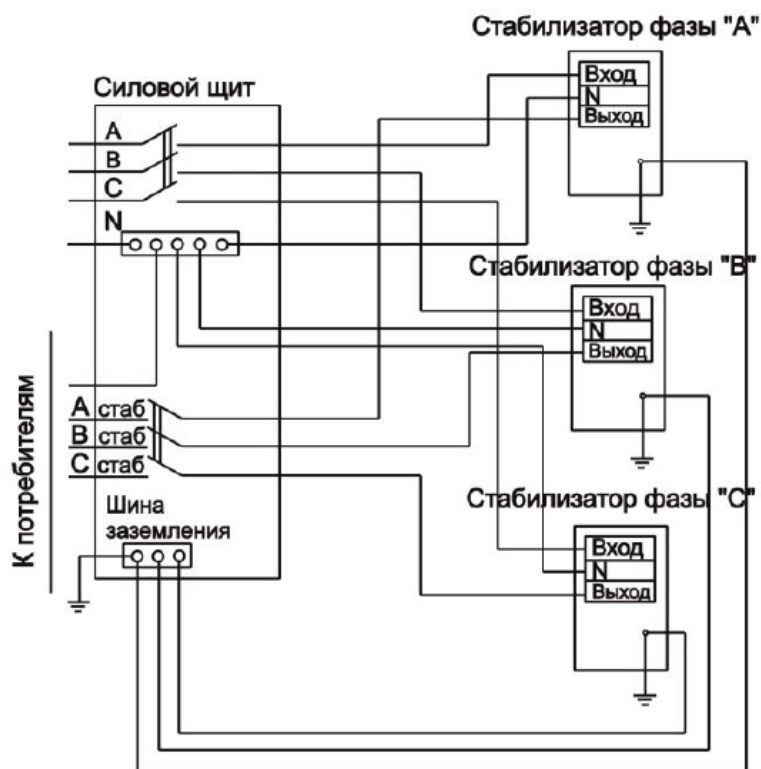 Стабилизатор фазы "А"
Вход
N
Выход
Силовой щит
А
В
С
N
Стабилизатор фазы "В"
Вход
N
Выход
К потребителям
А стаб
В стаб
С стаб
Шина
заземления
Стабилизатор фазы "С"
Вход
N
Выход